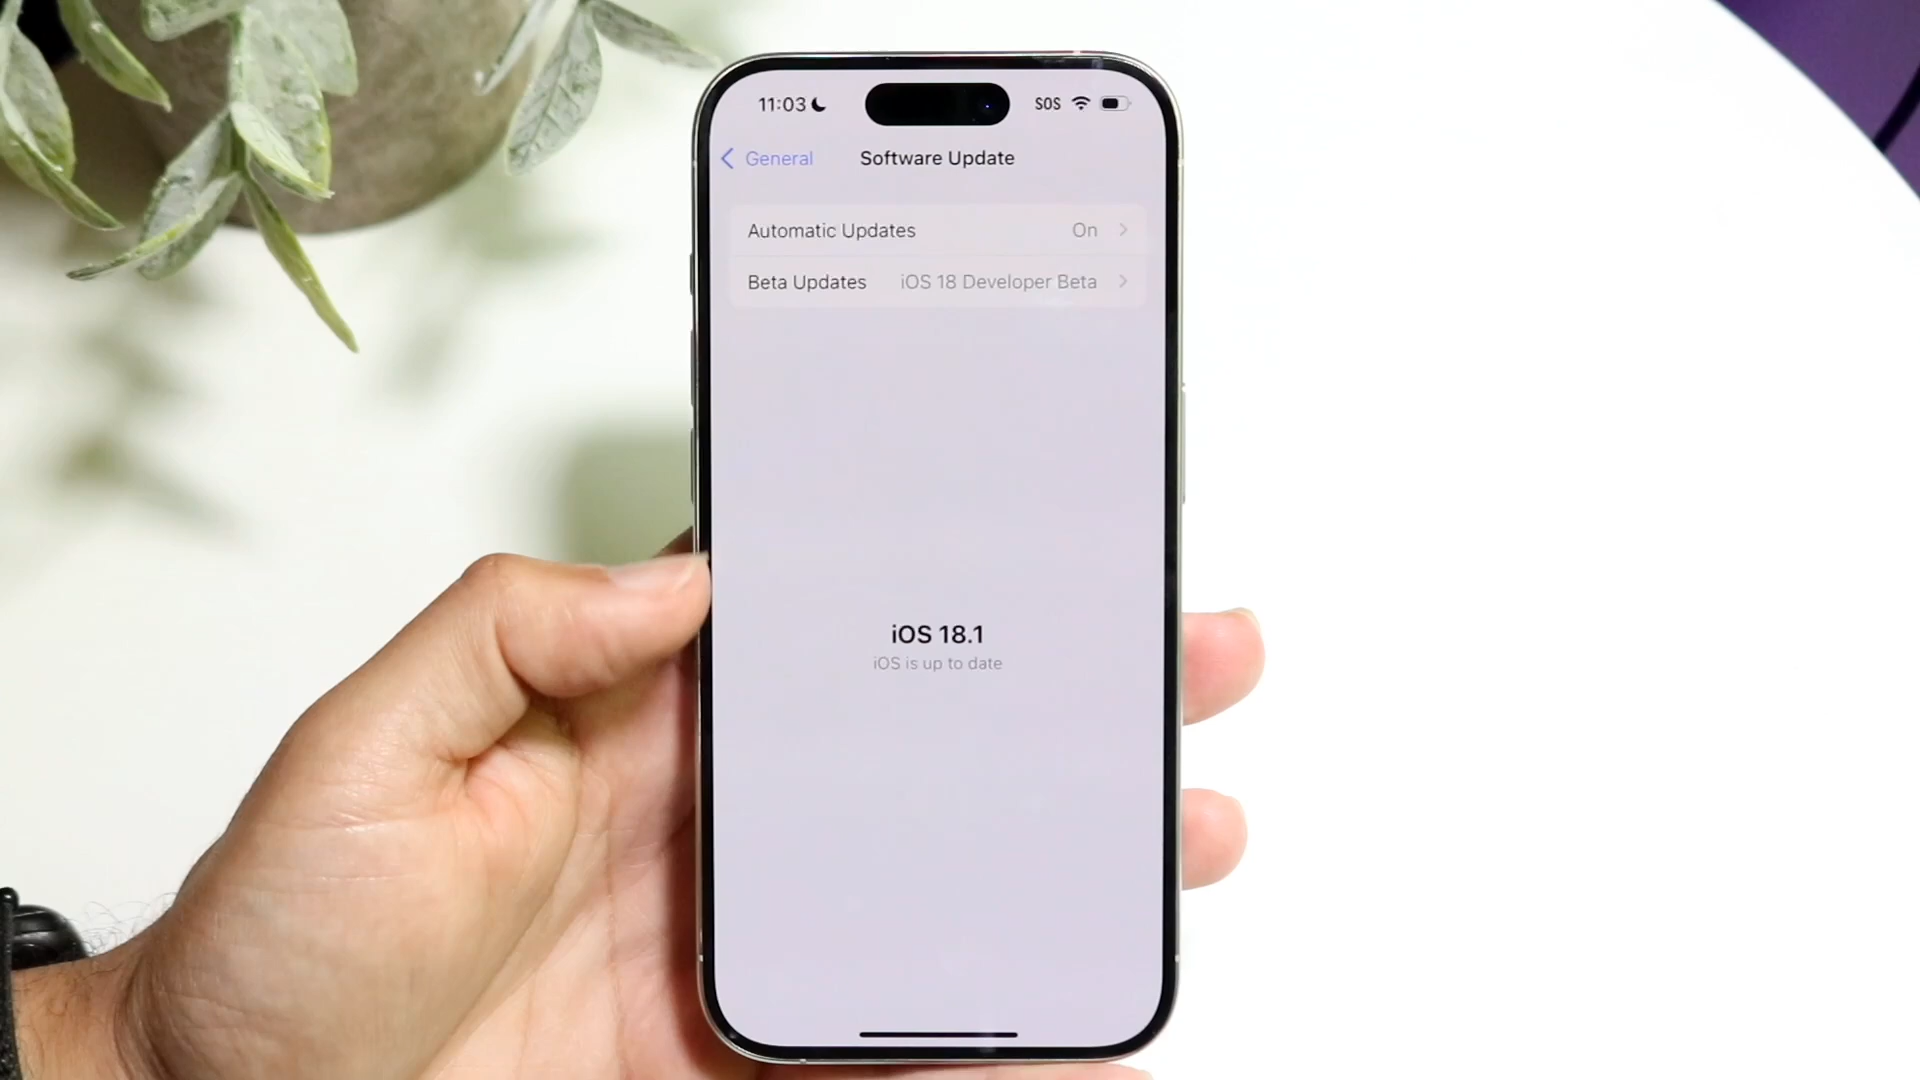 11:03 SOS
General Software Update
Automatic Updates On
Beta Updates iOS 18 Developer Beta
iOS 18.1
iOS is up to date